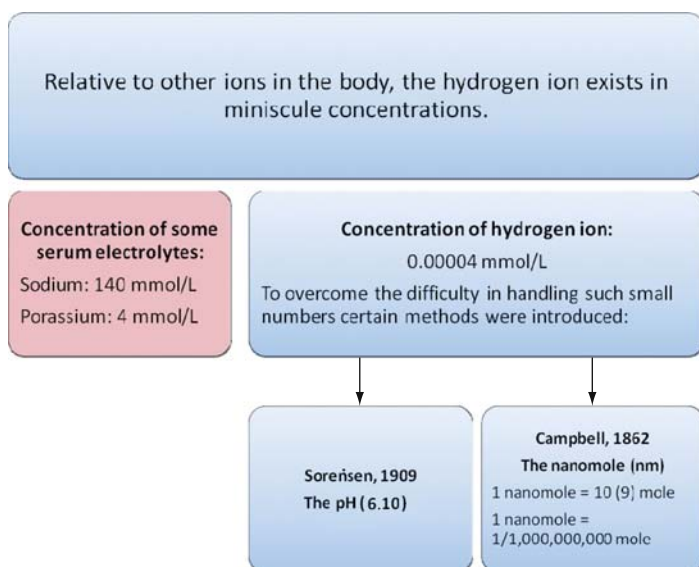 Relative to other ions in the body, the hydrogen ion exists in
miniscule concentrations.
Concentration of some
serum electrolytes:
Sodium: 140 mmol/L
Porassium: 4 mmol/L
Concentration of hydrogen ion:
0.00004 mmol/L
To overcome the difficulty in handling such small
numbers certain methods were introduced:
Soreńsen, 1909
The pH (6.10)
Campbell, 1862
The nanomole (nm)
1 nanomole = 10 (9) mole
1 nanomole =
1/1,000,000,000 mole